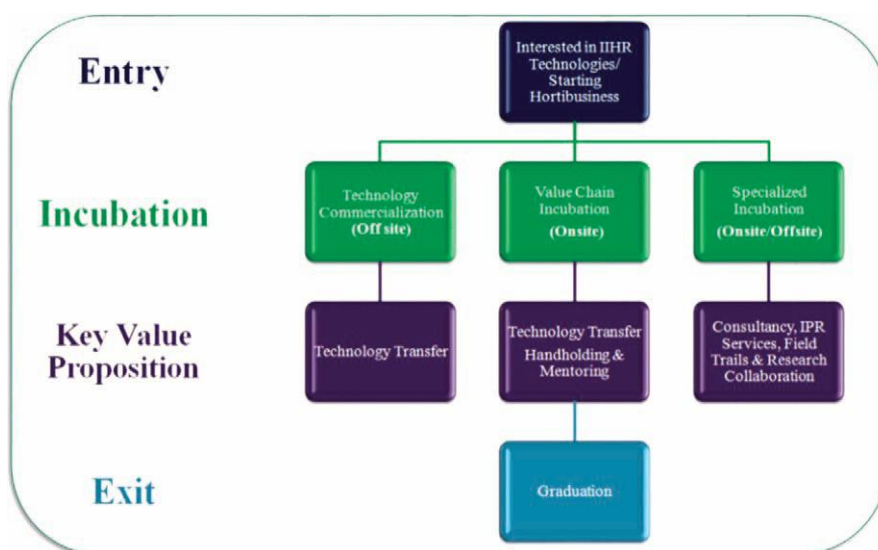 Entry
Interested in IIHR
Technologies/
Starting
Hortibusiness
Incubation
Technology
Commercialization
(Off site)
Value Chain
Incubation
(Onsite)
Specialized
Incubation
(Onsite/Offsite)
Key Value
Proposition
Technology Transfer
Technology Transfer
Handholding &
Mentoring
Consultancy, IPR
Services, Field
Trails & Research
Collaboration
Exit
Graduation